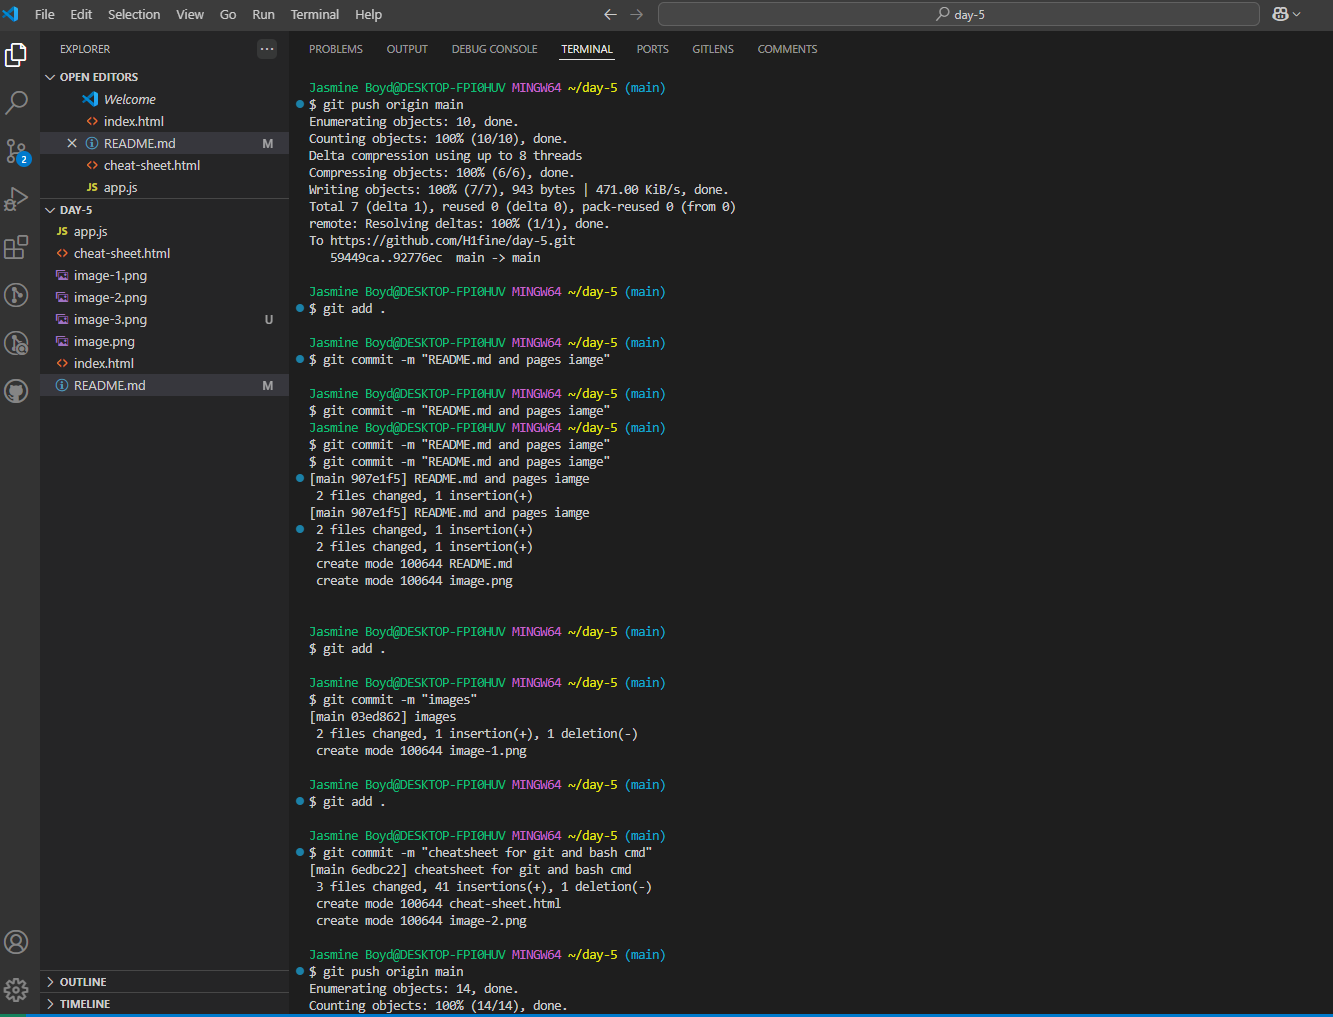 File Edit Selection View Go Run Terminal Help
day-5
EXPLORER
OPEN EDITORS
Welcome
index.html
README.md M
cheat-sheet.html
JS app.js
2
DAY-5
JS app.js
cheat-sheet.html
image-1.png
image-2.png
image-3.png U
image.png
index.html
README.md M
OUTLINE
TIMELINE
PROBLEMS OUTPUT DEBUG CONSOLE TERMINAL PORTS GITLENS COMMENTS
Jasmine Boyd@DESKTOP-FPI0HUV MINGW64 ~/day-5 (main)
$ git push origin main
Enumerating objects: 10, done.
Counting objects: 100% (10/10), done.
Delta compression using up to 8 threads
Compressing objects: 100% (6/6), done.
Writing objects: 100% (7/7), 943 bytes | 471.00 KiB/s, done.
Total 7 (delta 1), reused 0 (delta 0), pack-reused 0 (from 0)
remote: Resolving deltas: 100% (1/1), done.
To https://github.com/H1fine/day-5.git
59449ca..92776ec main -> main
Jasmine Boyd@DESKTOP-FPI0HUV MINGW64 ~/day-5 (main)
$ git add .
Jasmine Boyd@DESKTOP-FPI0HUV MINGW64 ~/day-5 (main)
$ git commit -m "README.md and pages iamge"
Jasmine Boyd@DESKTOP-FPI0HUV MINGW64 ~/day-5 (main)
$ git commit -m "README.md and pages iamge"
Jasmine Boyd@DESKTOP-FPI0HUV MINGW64 ~/day-5 (main)
$ git commit -m "README.md and pages iamge"
$ git commit -m "README.md and pages iamge"
[main 907e1f5] README.md and pages iamge
2 files changed, 1 insertion(+)
[main 907e1f5] README.md and pages iamge
2 files changed, 1 insertion(+)
2 files changed, 1 insertion(+)
create mode 100644 README.md
create mode 100644 image.png
Jasmine Boyd@DESKTOP-FPI0HUV MINGW64 ~/day-5 (main)
$ git add .
Jasmine Boyd@DESKTOP-FPI0HUV MINGW64 ~/day-5 (main)
$ git commit -m "images"
[main 03ed862] images
2 files changed, 1 insertion(+), 1 deletion(-)
create mode 100644 image-1.png
Jasmine Boyd@DESKTOP-FPI0HUV MINGW64 ~/day-5 (main)
$ git add .
Jasmine Boyd@DESKTOP-FPI0HUV MINGW64 ~/day-5 (main)
$ git commit -m "cheatsheet for git and bash cmd"
[main 6edbc22] cheatsheet for git and bash cmd
3 files changed, 41 insertions(+), 1 deletion(-)
create mode 100644 cheat-sheet.html
create mode 100644 image-2.png
Jasmine Boyd@DESKTOP-FPI0HUV MINGW64 ~/day-5 (main)
$ git push origin main
Enumerating objects: 14, done.
Counting objects: 100% (14/14), done.